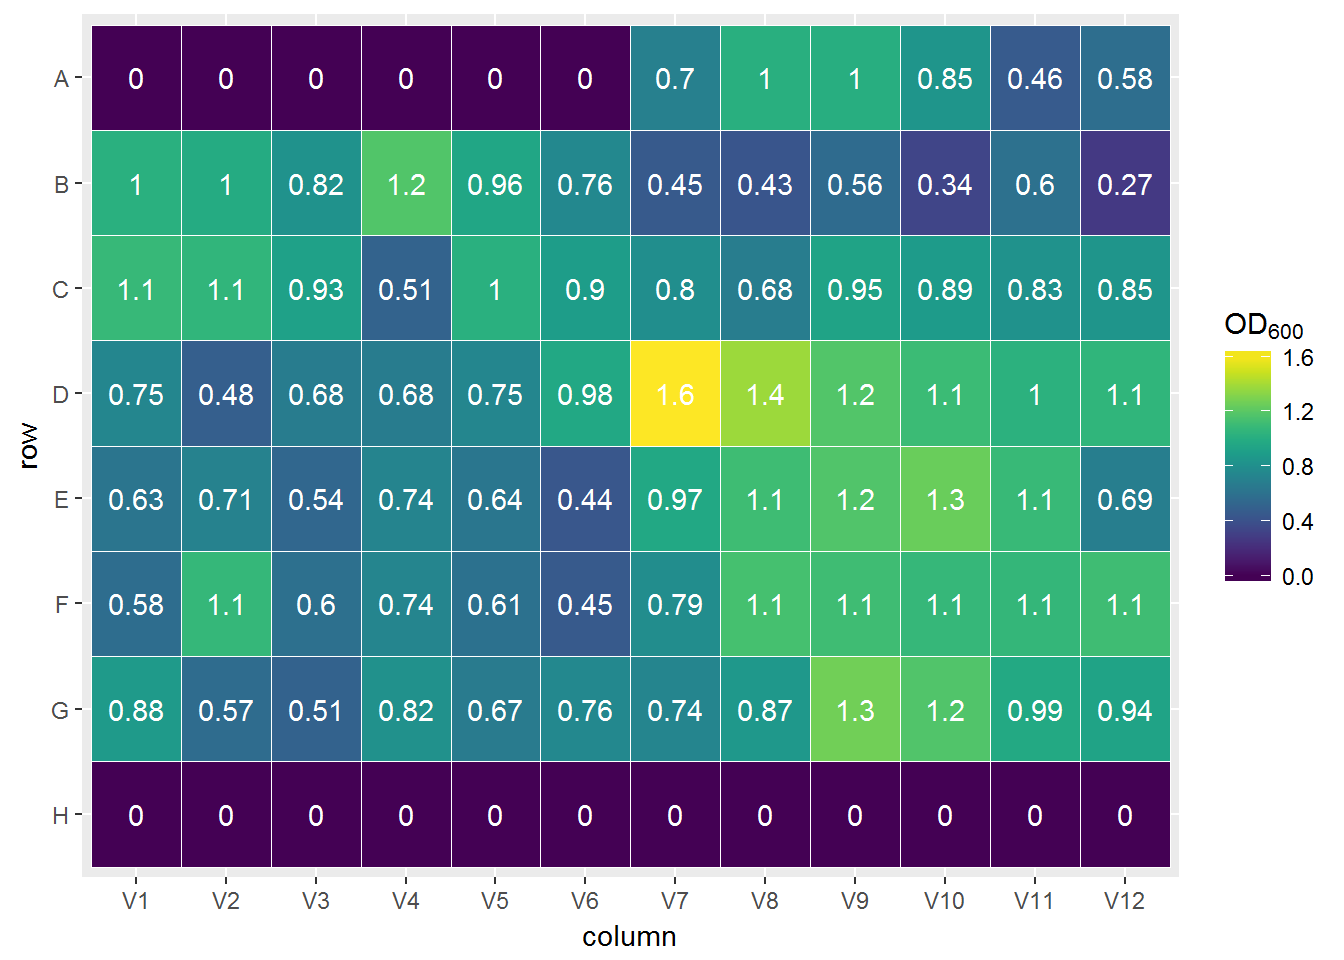 A 0 0 0 0 0 0 0.7 1 1 0.85 0.46 0.58
B 1 1 0.82 1.2 0.96 0.76 0.45 0.43 0.56 0.34 0.6 0.27
C 1.1 1.1 0.93 0.51 1 0.9 0.8 0.68 0.95 0.89 0.83 0.85
D 0.75 0.48 0.68 0.68 0.75 0.98 1.6 1.4 1.2 1.1 1 1.1
E 0.63 0.71 0.54 0.74 0.64 0.44 0.97 1.1 1.2 1.3 1.1 0.69
F 0.58 1.1 0.6 0.74 0.61 0.45 0.79 1.1 1.1 1.1 1.1 1.1
G 0.88 0.57 0.51 0.82 0.67 0.76 0.74 0.87 1.3 1.2 0.99 0.94
H 0 0 0 0 0 0 0 0 0 0 0 0
V1 V2 V3 V4 V5 V6 V7 V8 V9 V10 V11 V12
column
row
OD₆₀₀
1.6
1.2
0.8
0.4
0.0